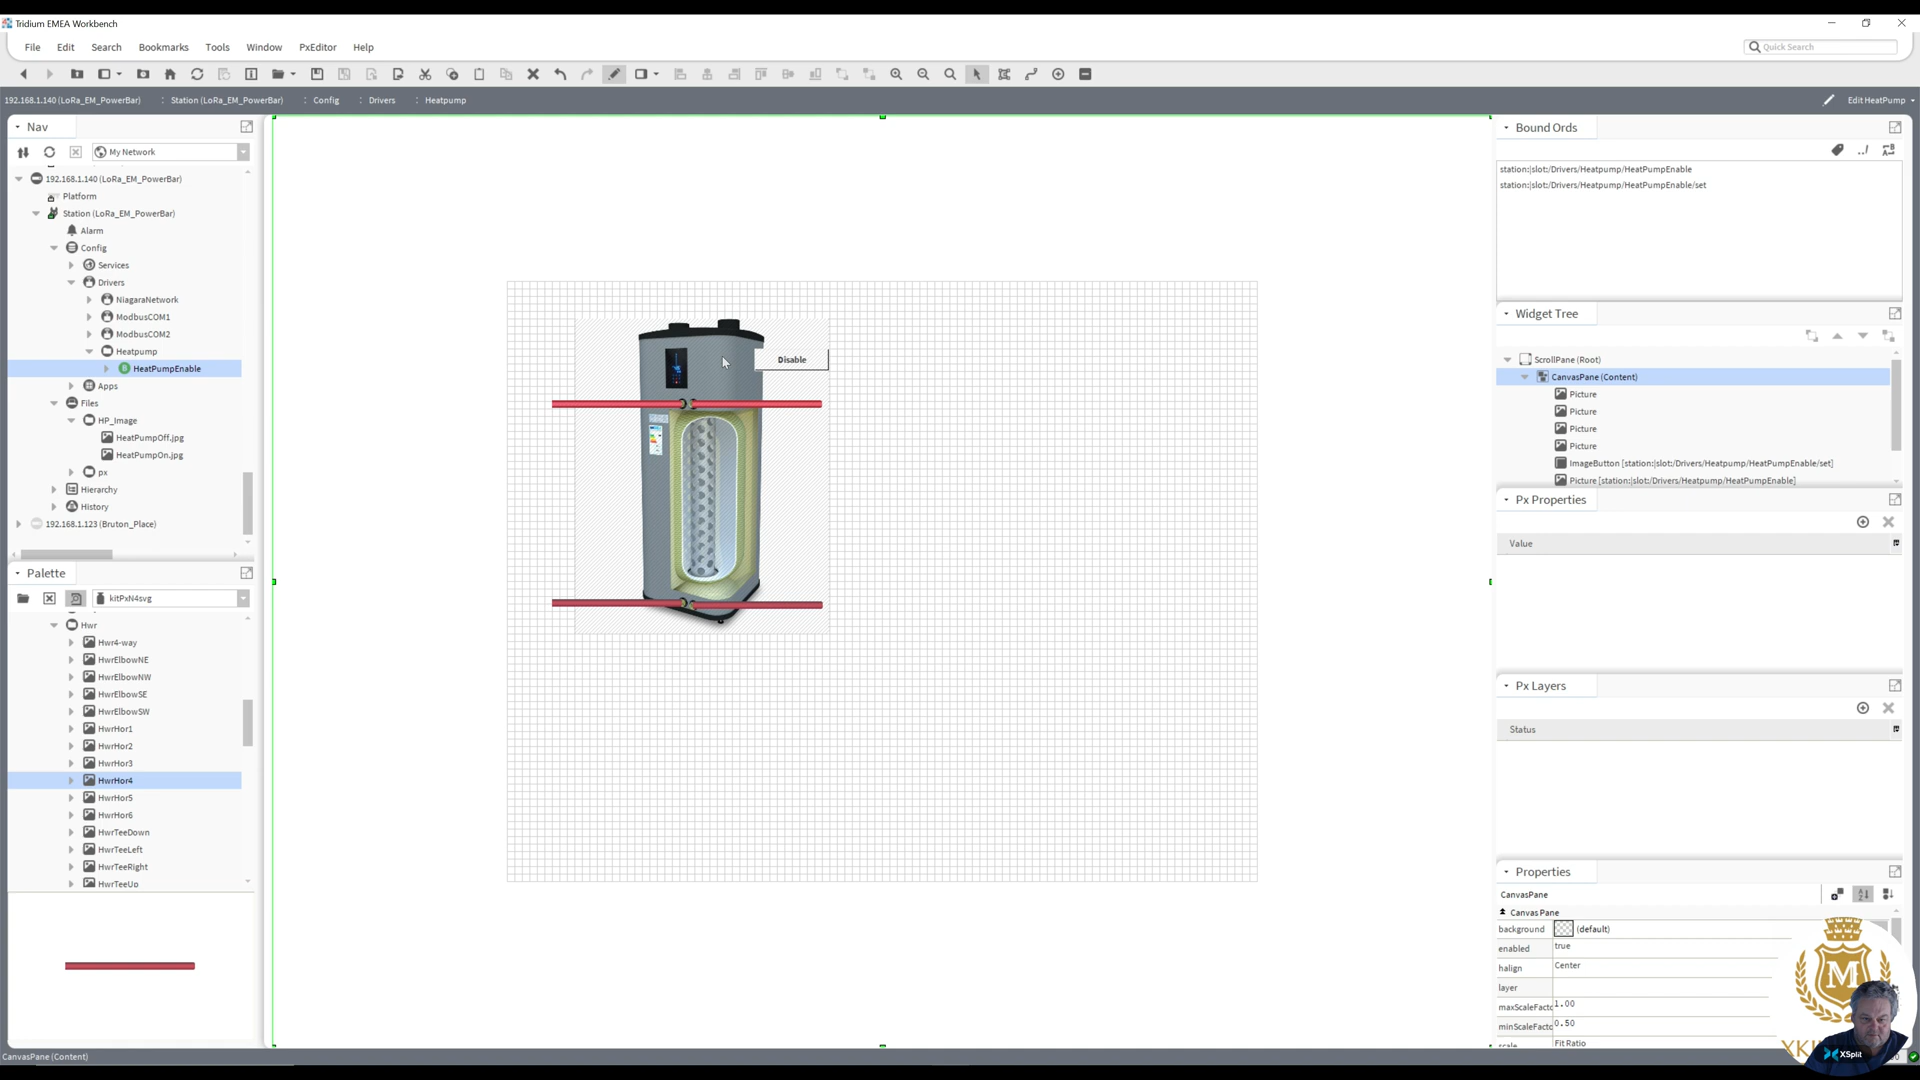 Tridium EMEA Workbench
File Edit Search Bookmarks Tools Window PxEditor Help
Quick Search
192.168.1.140 (LoRa_EM_PowerBar) : Station (LoRa_EM_PowerBar) : Config : Drivers : Heatpump
Edit HeatPump
Nav
My Network
192.168.1.140 (LoRa_EM_PowerBar)
Platform
Station (LoRa_EM_PowerBar)
Alarm
Config
Services
Drivers
NiagaraNetwork
ModbusCOM1
ModbusCOM2
Heatpump
HeatPumpEnable
Apps
Files
HP_Image
HeatPumpOff.jpg
HeatPumpOn.jpg
px
Hierarchy
History
192.168.1.123 (Bruton_Place)
Palette
kitPxN4svg
Hwr
Hwr4-way
HwrElbowNE
HwrElbowNW
HwrElbowSE
HwrElbowSW
HwrHor1
HwrHor2
HwrHor3
HwrHor4
HwrHor5
HwrHor6
HwrTeeDown
HwrTeeLeft
HwrTeeRight
HwrTeeUp
CanvasPane (Content)
Disable
Bound Ords
station:|slot:/Drivers/Heatpump/HeatPumpEnable
station:|slot:/Drivers/Heatpump/HeatPumpEnable/set
Widget Tree
ScrollPane (Root)
CanvasPane (Content)
Picture
Picture
Picture
Picture
ImageButton [station:|slot:/Drivers/Heatpump/HeatPumpEnable/set]
Picture [station:|slot:/Drivers/Heatpump/HeatPumpEnable]
Px Properties
Value
Px Layers
Status
Properties
CanvasPane
Canvas Pane
background (default)
enabled true
halign Center
layer
maxScaleFacto 1.00
minScaleFacto 0.50
scale Fit Ratio
M
XSplit